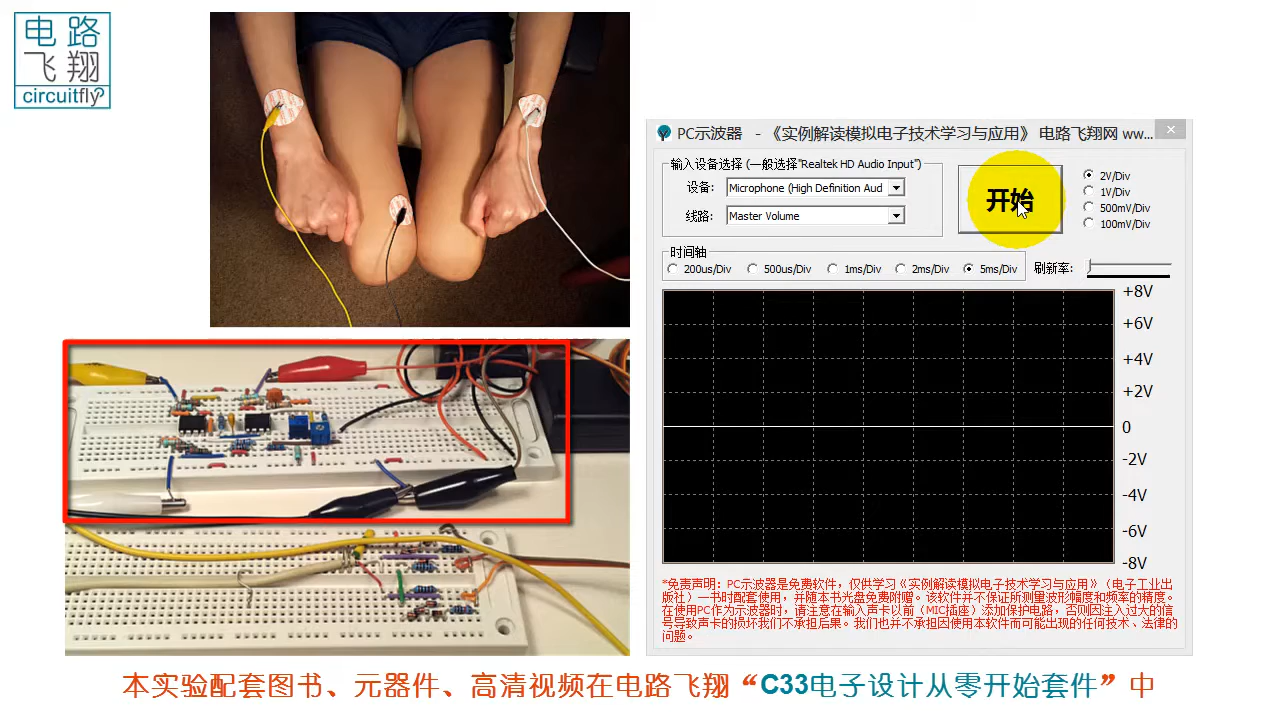 电路
飞翔
circuitfly
PC示波器 - 《实例解读模拟电子技术学习与应用》 电路飞翔网 ww...
输入设备选择 (一般选择"Realtek HD Audio Input")
设备:
Microphone (High Definition Aud
线路:
Master Volume
开始
2V/Div
1V/Div
500mV/Div
100mV/Div
时间轴
200us/Div
500us/Div
1ms/Div
2ms/Div
5ms/Div
刷新率:
+8V
+6V
+4V
+2V
0
-2V
-4V
-6V
-8V
*免责声明：PC示波器是免费软件，仅供学习《实例解读模拟电子技术学习与应用》（电子工业出
版社）一书时配套使用，并随本书光盘免费附赠。该软件并不保证所测量波形幅度和频率的精度。
在使用PC作为示波器时，请注意在输入声卡以前（MIC插座）添加保护电路，否则因注入过大的信
号导致声卡的损坏我们不承担后果。我们也并不承担因使用本软件而可能出现的任何技术、法律的
问题。
本实验配套图书、元器件、高清视频在电路飞翔“C33电子设计从零开始套件”中